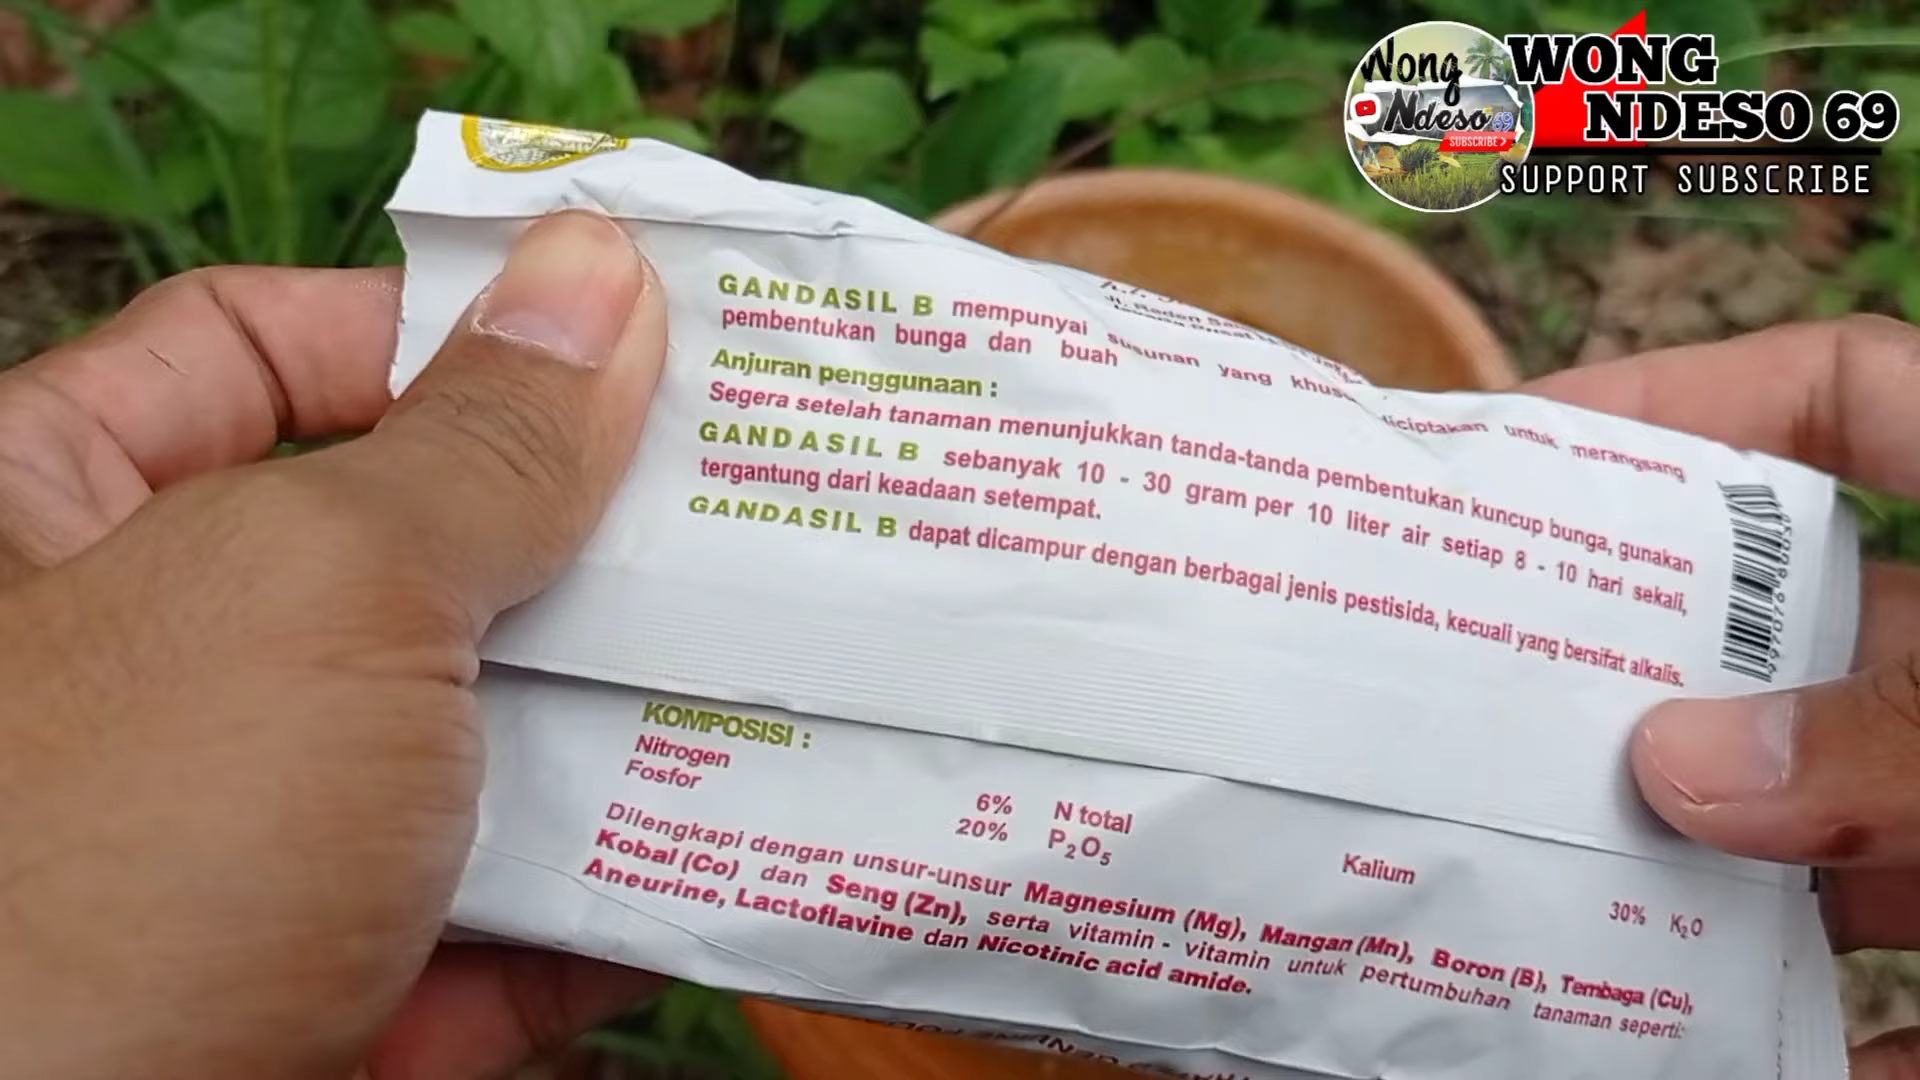 Wong
Ndeso 69
SUBSCRIBE
WONG
NDESO 69
SUPPORT SUBSCRIBE
GANDASIL B mempunyai susunan yang khusus diciptakan untuk merangsang
pembentukan bunga dan buah
Anjuran penggunaan :
Segera setelah tanaman menunjukkan tanda-tanda pembentukan kuncup bunga, gunakan
GANDASIL B sebanyak 10 - 30 gram per 10 liter air setiap 8 - 10 hari sekali,
tergantung dari keadaan setempat.
GANDASIL B dapat dicampur dengan berbagai jenis pestisida, kecuali yang bersifat alkalis.
KOMPOSISI :
Nitrogen 6% N total Kalium 30% K₂O
Fosfor 20% P₂O₅
Dilengkapi dengan unsur-unsur Magnesium (Mg), Mangan (Mn), Boron (B), Tembaga (Cu),
Kobal (Co) dan Seng (Zn), serta vitamin - vitamin untuk pertumbuhan tanaman seperti:
Aneurine, Lactoflavine dan Nicotinic acid amide.